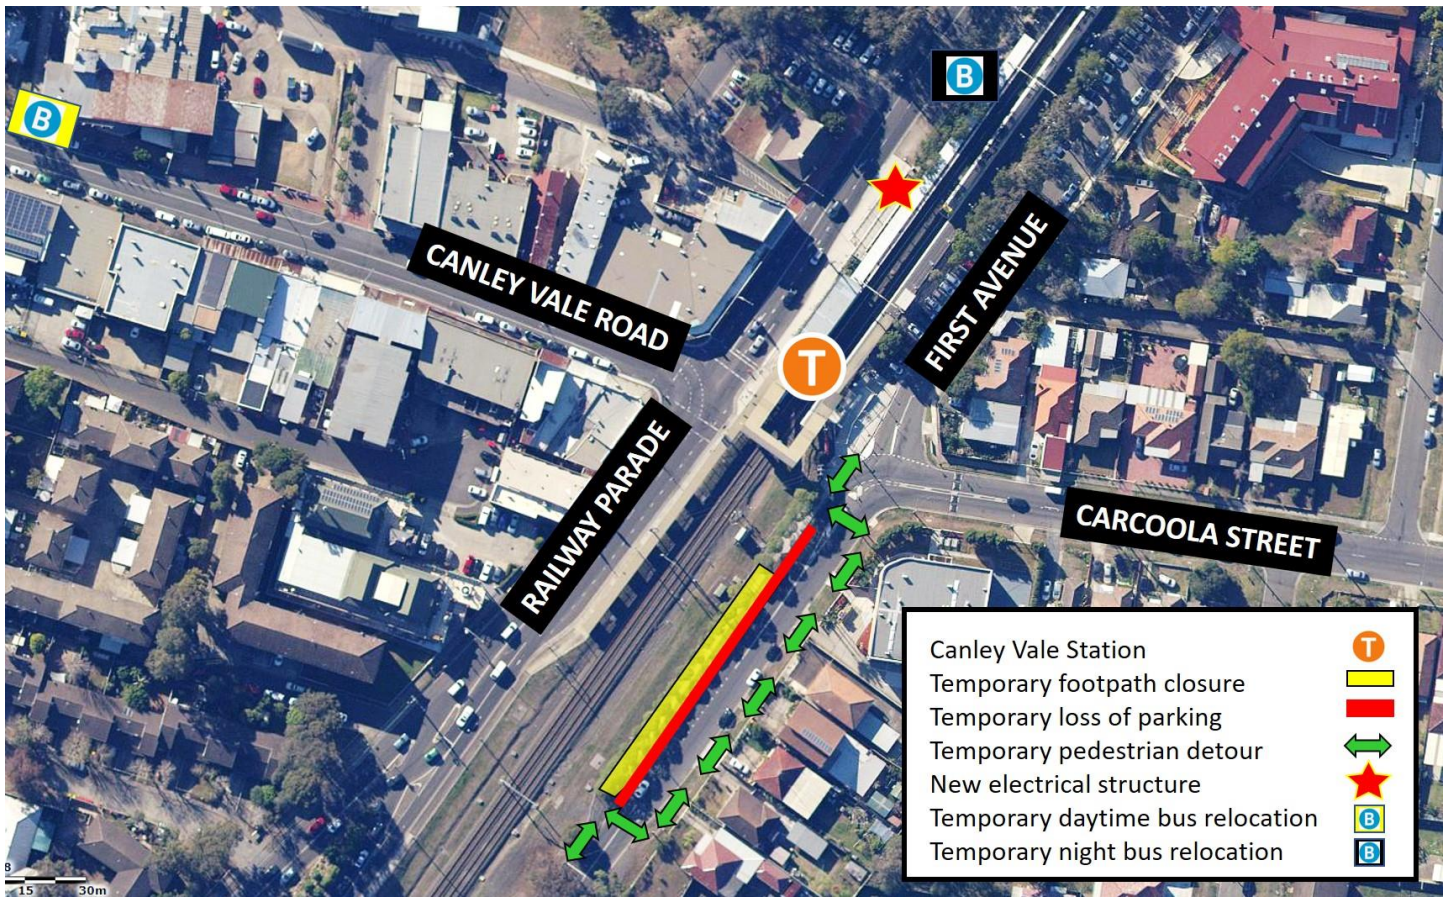 B
B
CANLEY VALE ROAD
FIRST AVENUE
T
RAILWAY PARADE
CARCOOLA STREET
Canley Vale Station T
Temporary footpath closure
Temporary loss of parking
Temporary pedestrian detour
New electrical structure
Temporary daytime bus relocation B
Temporary night bus relocation B
8
15 30m